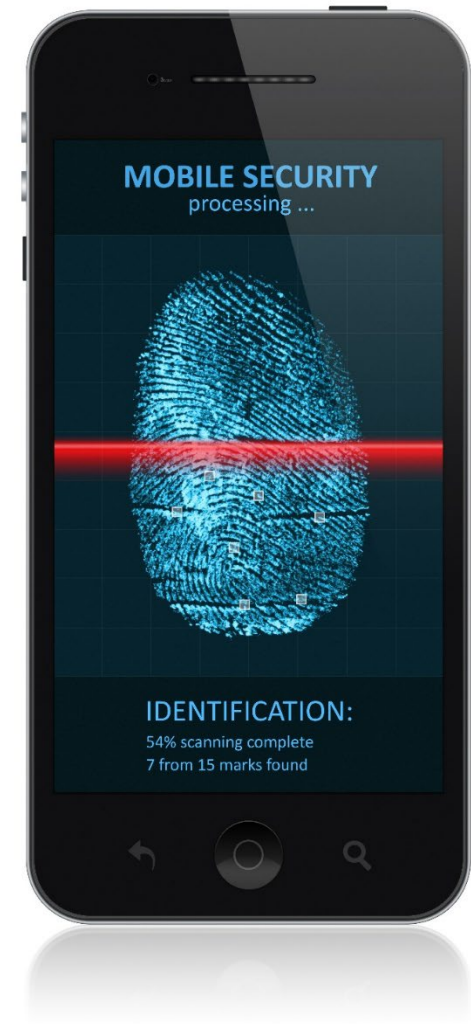 MOBILE SECURITY
processing ...
IDENTIFICATION:
54% scanning complete
7 from 15 marks found